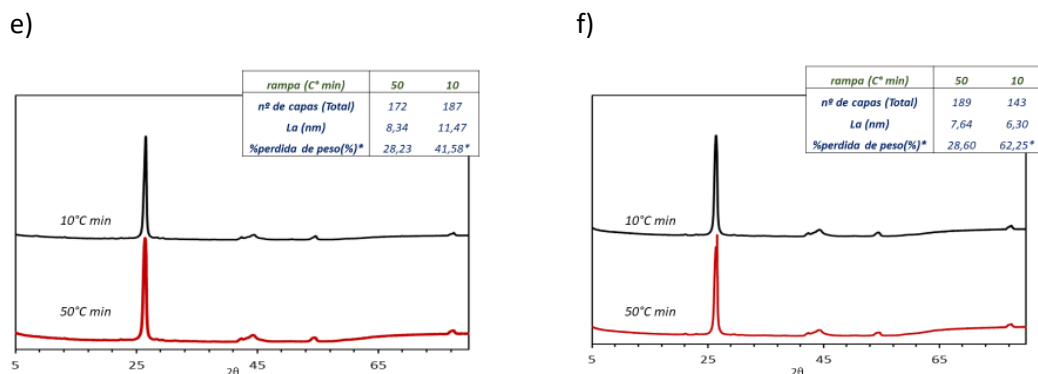 e)
rampa (C° min) 50 10
nº de capas (Total) 172 187
La (nm) 8,34 11,47
%perdida de peso(%)* 28,23 41,58*
10°C min
50°C min
5 25 45 65
2θ
f)
rampa (C° min) 50 10
nº de capas (Total) 189 143
La (nm) 7,64 6,30
%perdida de peso(%)* 28,60 62,25*
10°C min
50°C min
5 25 45 65
2θ